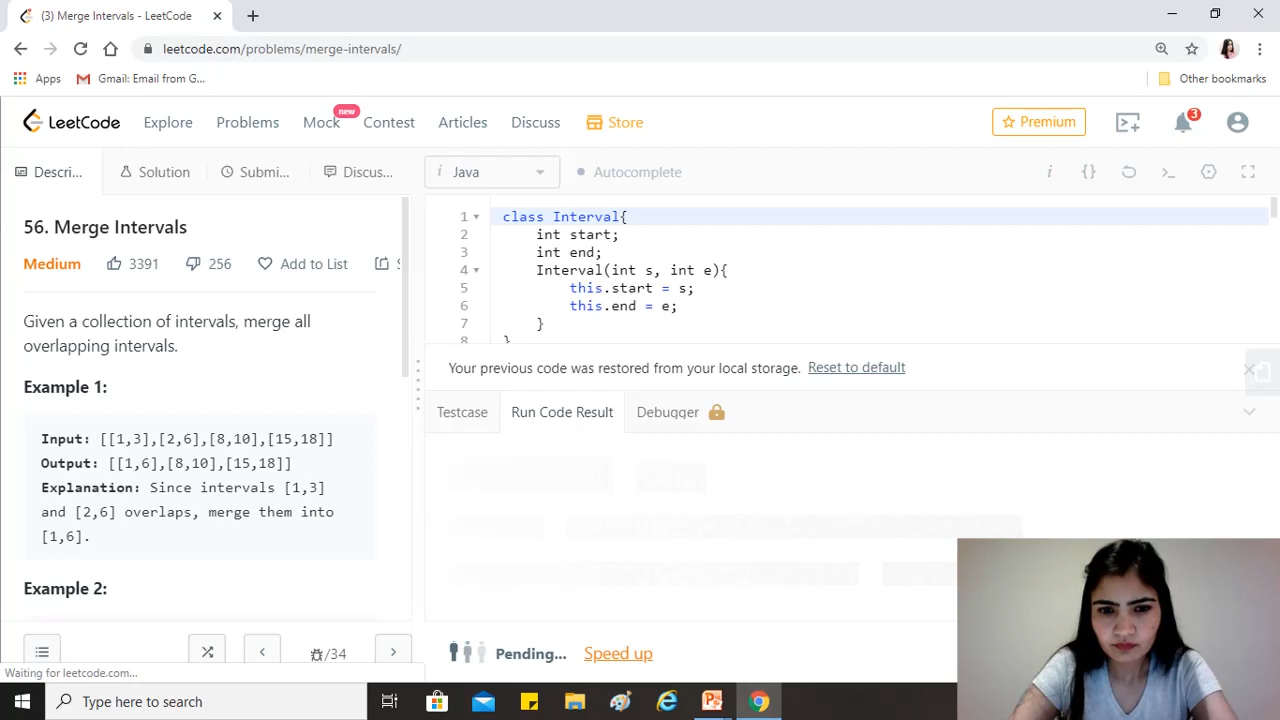 (3) Merge Intervals - LeetCode
leetcode.com/problems/merge-intervals/
Apps
Gmail: Email from G...
Other bookmarks
LeetCode
Explore
Problems
Mock
new
Contest
Articles
Discuss
Store
Premium
3
Descri...
Solution
Submi...
Discus...
i
Java
Autocomplete
i
{}
56. Merge Intervals
Medium
3391
256
Add to List
Given a collection of intervals, merge all
overlapping intervals.
Example 1:
Input: [[1,3],[2,6],[8,10],[15,18]]
Output: [[1,6],[8,10],[15,18]]
Explanation: Since intervals [1,3]
and [2,6] overlaps, merge them into
[1,6].
Example 2:
/34
Waiting for leetcode.com...
1 class Interval{
2 int start;
3 int end;
4 Interval(int s, int e){
5 this.start = s;
6 this.end = e;
7 }
8 }
Your previous code was restored from your local storage. Reset to default
Testcase
Run Code Result
Debugger
Pending...
Speed up
Type here to search